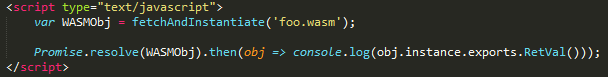 <script type="text/javascript">
    var WASMObj = fetchAndInstantiate('foo.wasm');

    Promise.resolve(WASMObj).then(obj => console.log(obj.instance.exports.RetVal()));
</script>